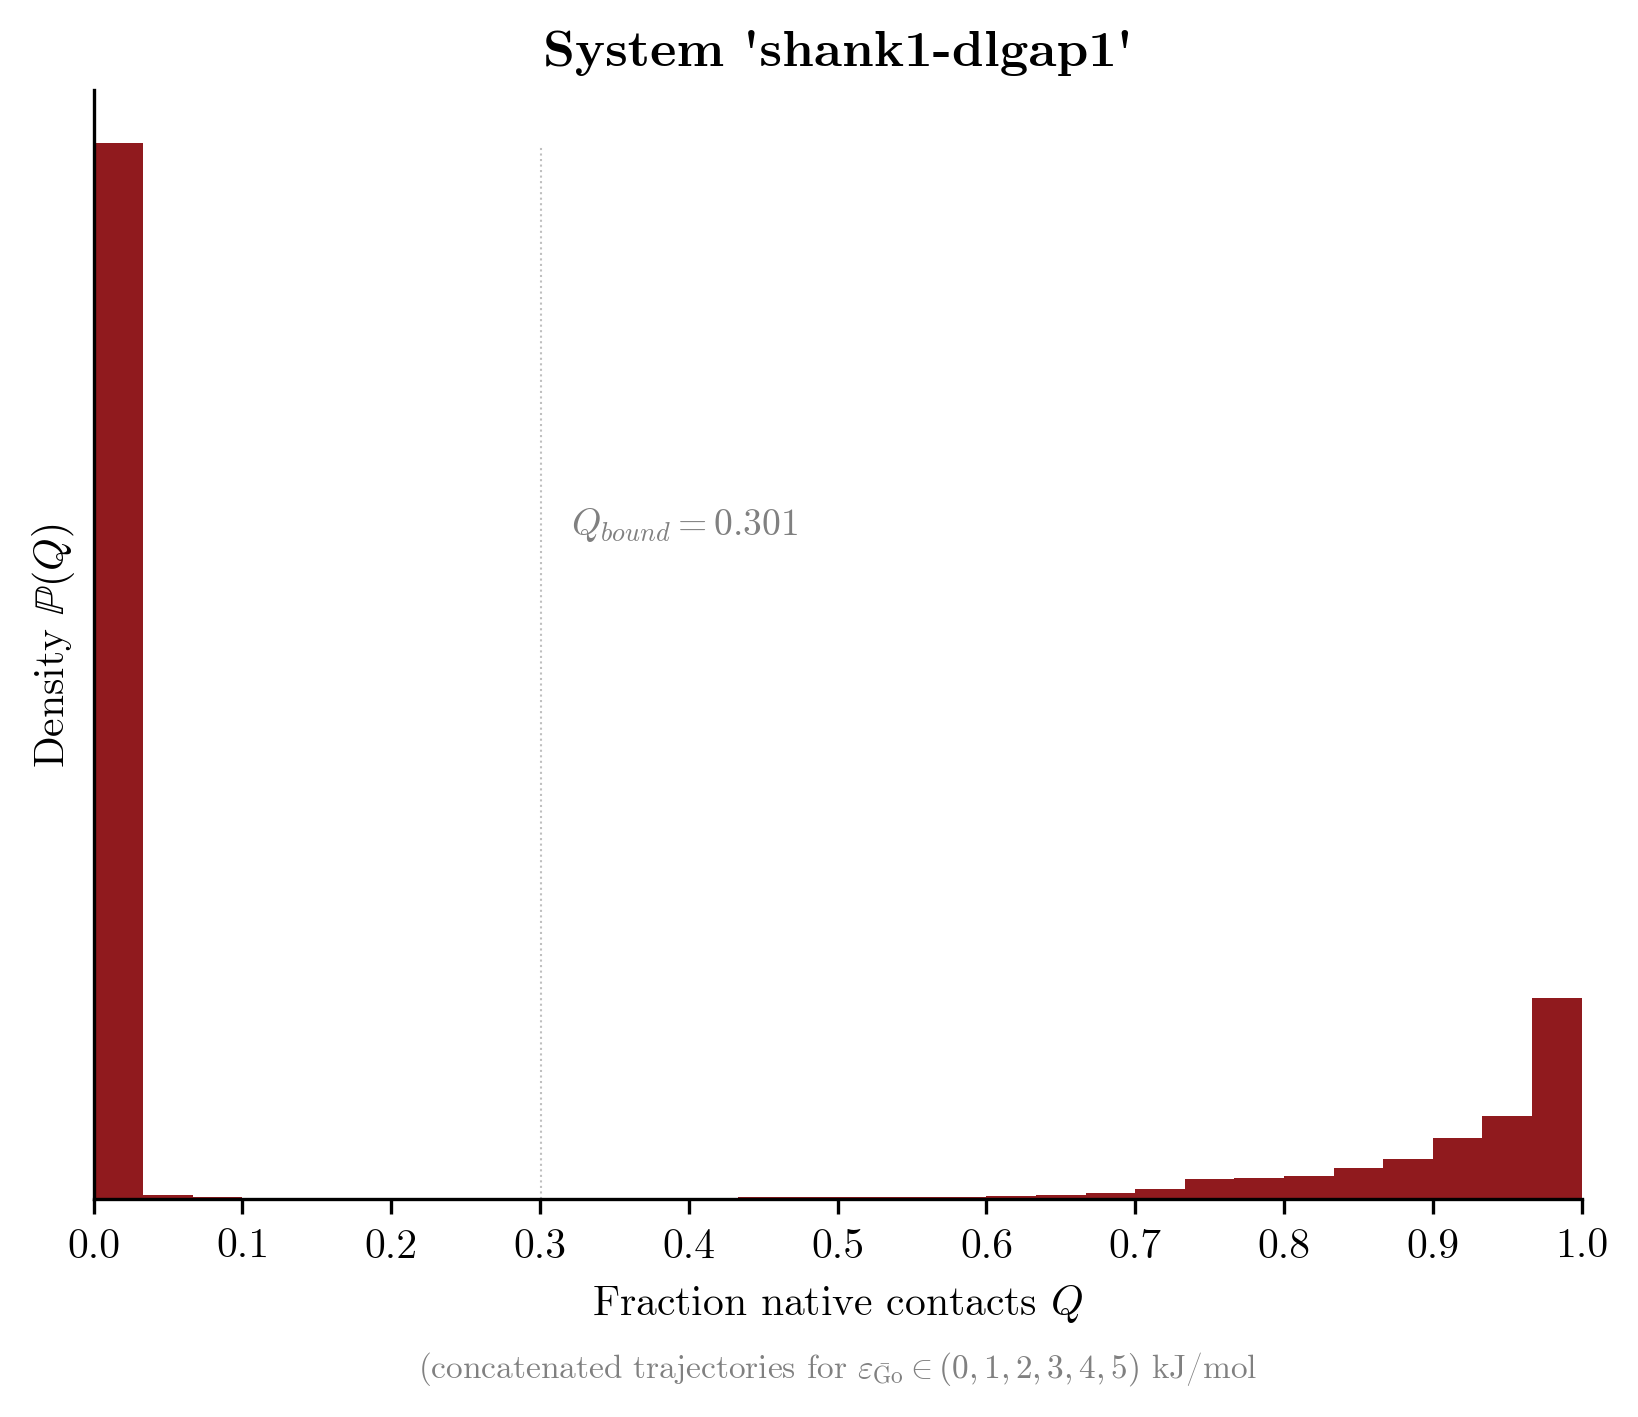 System 'shank1-dlgap1'
Density ℙ(Q)
Q_bound = 0.301
0.0 0.1 0.2 0.3 0.4 0.5 0.6 0.7 0.8 0.9 1.0
Fraction native contacts Q
(concatenated trajectories for ε_Ḡo ∈ (0, 1, 2, 3, 4, 5) kJ/mol